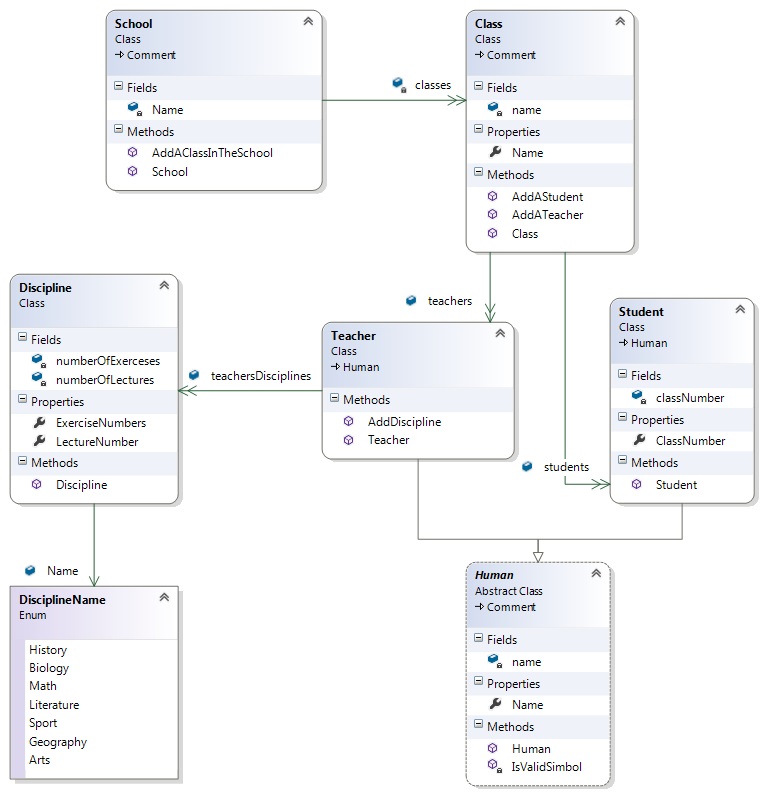 School
Class
Comment
Fields
Name
Methods
AddAClassInTheSchool
School
classes
Class
Class
Comment
Fields
name
Properties
Name
Methods
AddAStudent
AddATeacher
Class
teachers
students
Discipline
Class
Fields
numberOfExerceses
numberOfLectures
Properties
ExerciseNumbers
LectureNumber
Methods
Discipline
teachersDisciplines
Teacher
Class
Human
Methods
AddDiscipline
Teacher
Student
Class
Human
Fields
classNumber
Properties
ClassNumber
Methods
Student
Name
DisciplineName
Enum
History
Biology
Math
Literature
Sport
Geography
Arts
Human
Abstract Class
Comment
Fields
name
Properties
Name
Methods
Human
IsValidSimbol